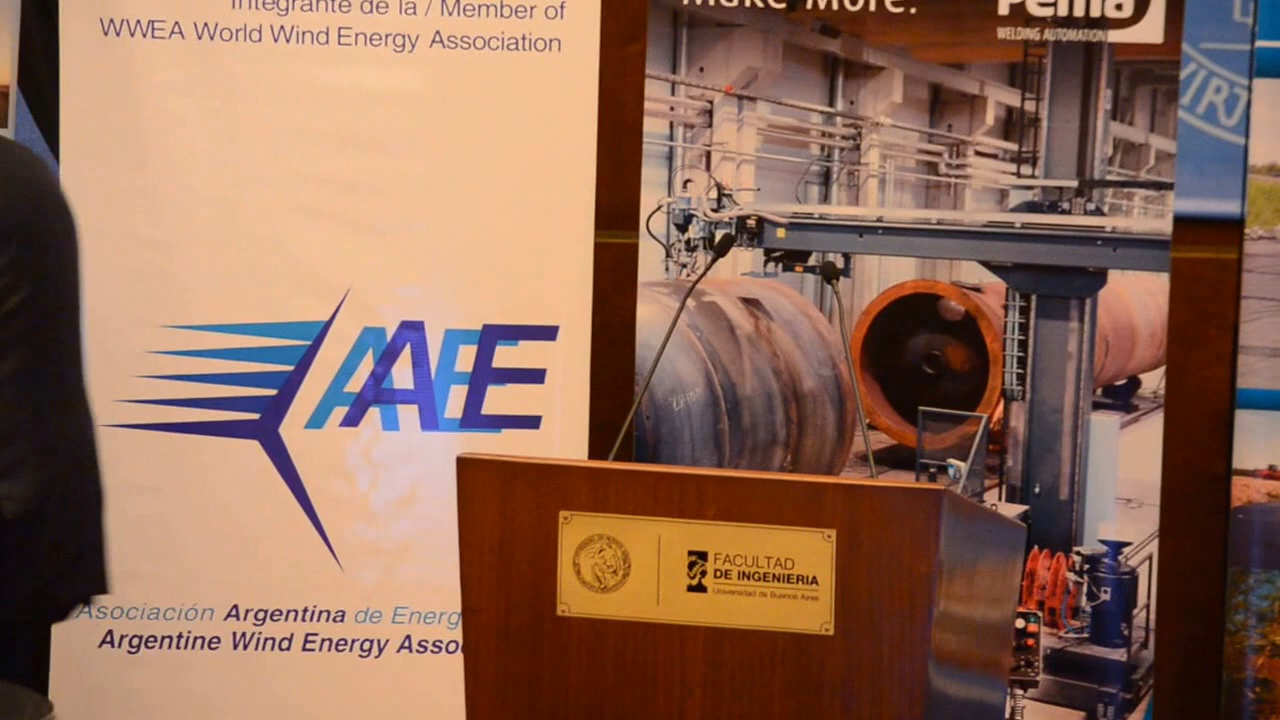 Integrante de la / Member of
WWEA World Wind Energy Association
AAEE
Asociación Argentina de Energ
Argentine Wind Energy Asso
Make More.
Pema
WELDING AUTOMATION
FACULTAD
DE INGENIERIA
Universidad de Buenos Aires